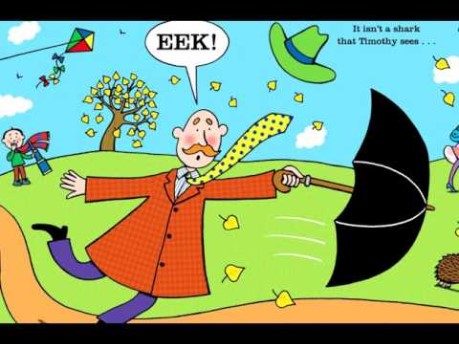 EEK!
It isn't a shark
that Timothy sees . . .